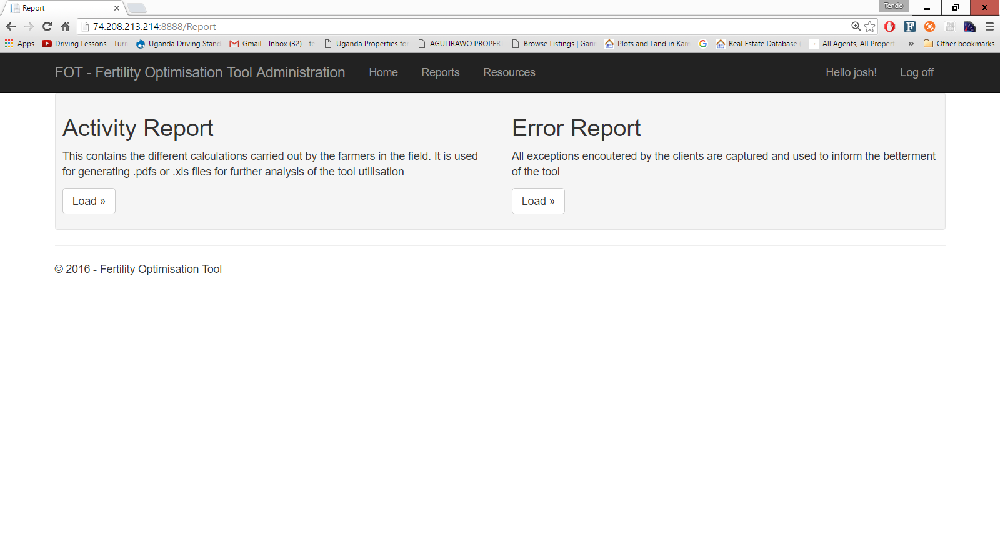 Report
Tendo
74.208.213.214:8888/Report
Apps
Driving Lessons - Turn
Uganda Driving Stand
Gmail - Inbox (32) - te
Uganda Properties for
AGULIRAWO PROPERT
Browse Listings | Garin
Plots and Land in Kam
Real Estate Database (
All Agents, All Propert
»
Other bookmarks
FOT - Fertility Optimisation Tool Administration
Home
Reports
Resources
Hello josh!
Log off
Activity Report
This contains the different calculations carried out by the farmers in the field. It is used
for generating .pdfs or .xls files for further analysis of the tool utilisation
Load »
Error Report
All exceptions encoutered by the clients are captured and used to inform the betterment
of the tool
Load »
© 2016 - Fertility Optimisation Tool